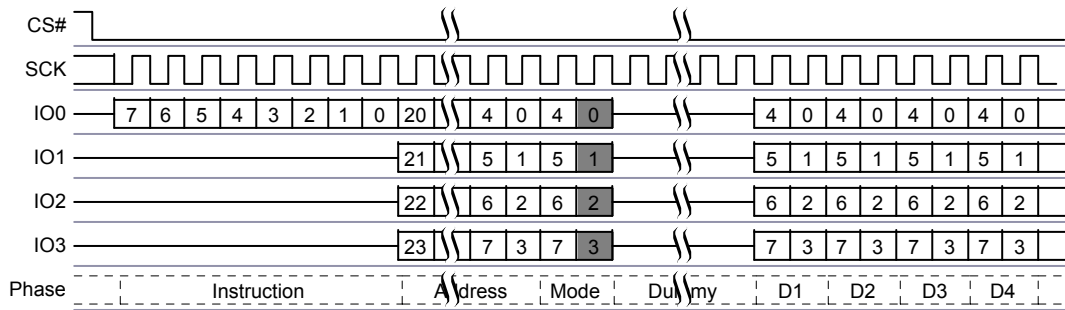 CS#
SCK
IO0 7 6 5 4 3 2 1 0 20 4 0 4 0 4 0 4 0 4 0 4 0
IO1 21 5 1 5 1 5 1 5 1 5 1 5 1
IO2 22 6 2 6 2 6 2 6 2 6 2 6 2
IO3 23 7 3 7 3 7 3 7 3 7 3 7 3
Phase Instruction Address Mode Dummy D1 D2 D3 D4